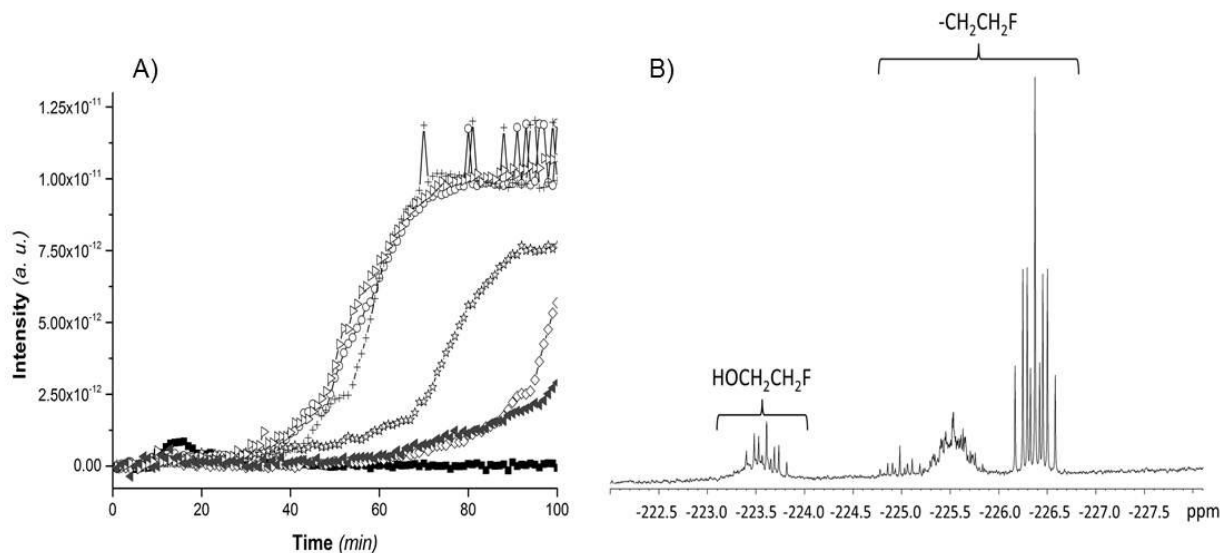 A)
Intensity (a. u.)
1.25x10⁻¹¹
1.00x10⁻¹¹
7.50x10⁻¹²
5.00x10⁻¹²
2.50x10⁻¹²
0.00
0 20 40 60 80 100
Time (min)
B)
-CH₂CH₂F
HOCH₂CH₂F
-222.5 -223.0 -223.5 -224.0 -224.5 -225.0 -225.5 -226.0 -226.5 -227.0 -227.5 ppm